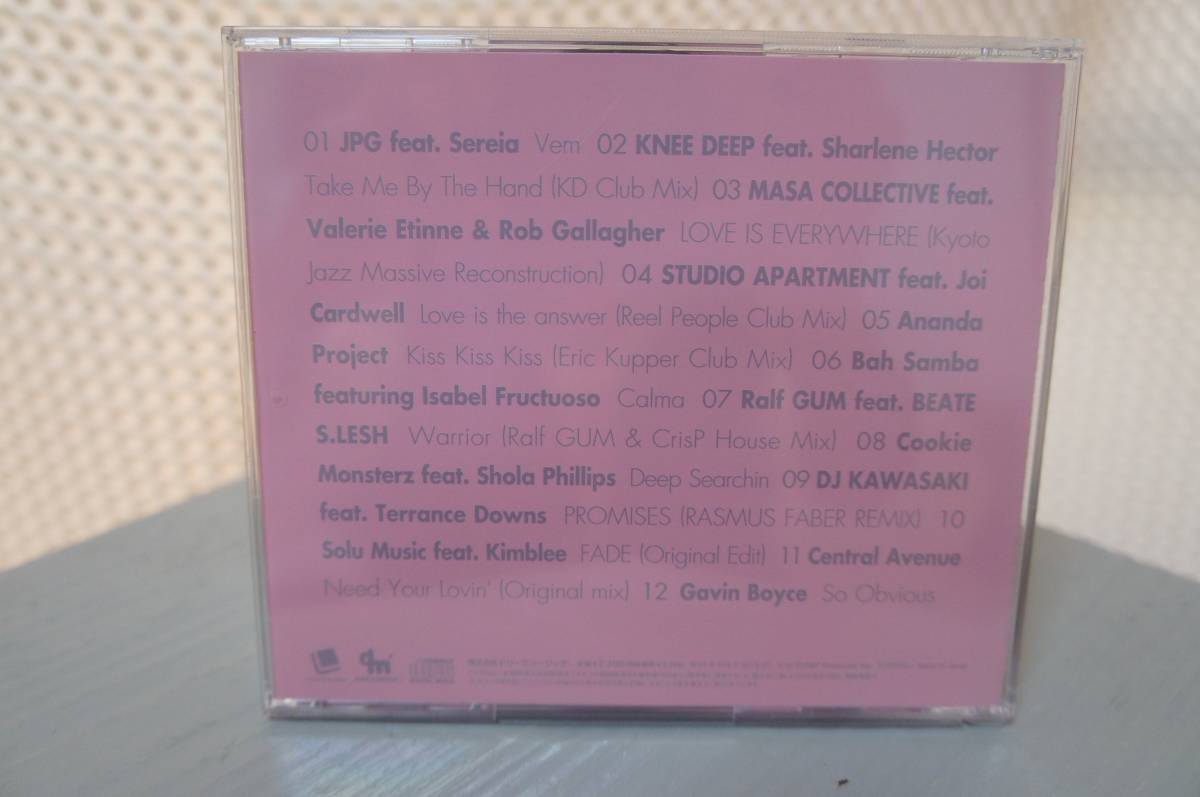 01 JPG feat. Sereia Vem 02 KNEE DEEP feat. Sharlene Hector
Take Me By The Hand (KD Club Mix) 03 MASA COLLECTIVE feat.
Valerie Etinne & Rob Gallagher LOVE IS EVERYWHERE (Kyoto
Jazz Massive Reconstruction) 04 STUDIO APARTMENT feat. Joi
Cardwell Love is the answer (Reel People Club Mix) 05 Ananda
Project Kiss Kiss Kiss (Eric Kupper Club Mix) 06 Bah Samba
featuring Isabel Fructuoso Calma 07 Ralf GUM feat. BEATE
S.LESH Warrior (Ralf GUM & CrisP House Mix) 08 Cookie
Monsterz feat. Shola Phillips Deep Searchin 09 DJ KAWASAKI
feat. Terrance Downs PROMISES (RASMUS FABER REMIX) 10
Solu Music feat. Kimblee FADE (Original Edit) 11 Central Avenue
Need Your Lovin' (Original mix) 12 Gavin Boyce So Obvious
dm